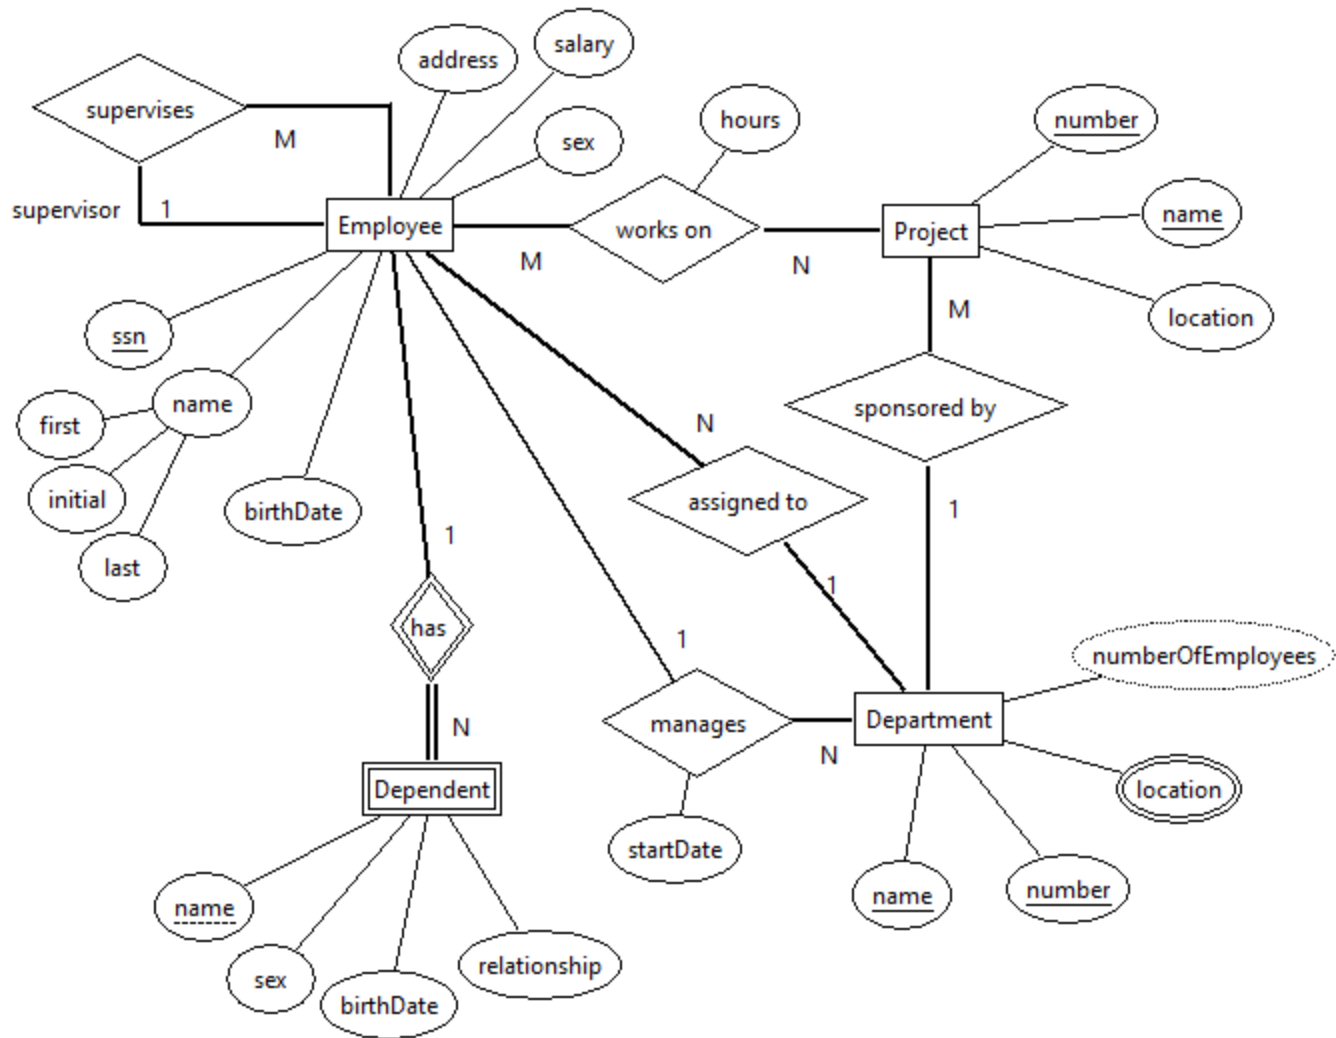 address
salary
supervises
hours
number
M
sex
supervisor
1
Employee
works on
Project
name
M
N
location
ssn
M
name
first
sponsored by
N
initial
birthDate
assigned to
1
1
last
1
has
1
numberOfEmployees
manages
Department
N
N
Dependent
location
startDate
name
number
name
sex
relationship
birthDate